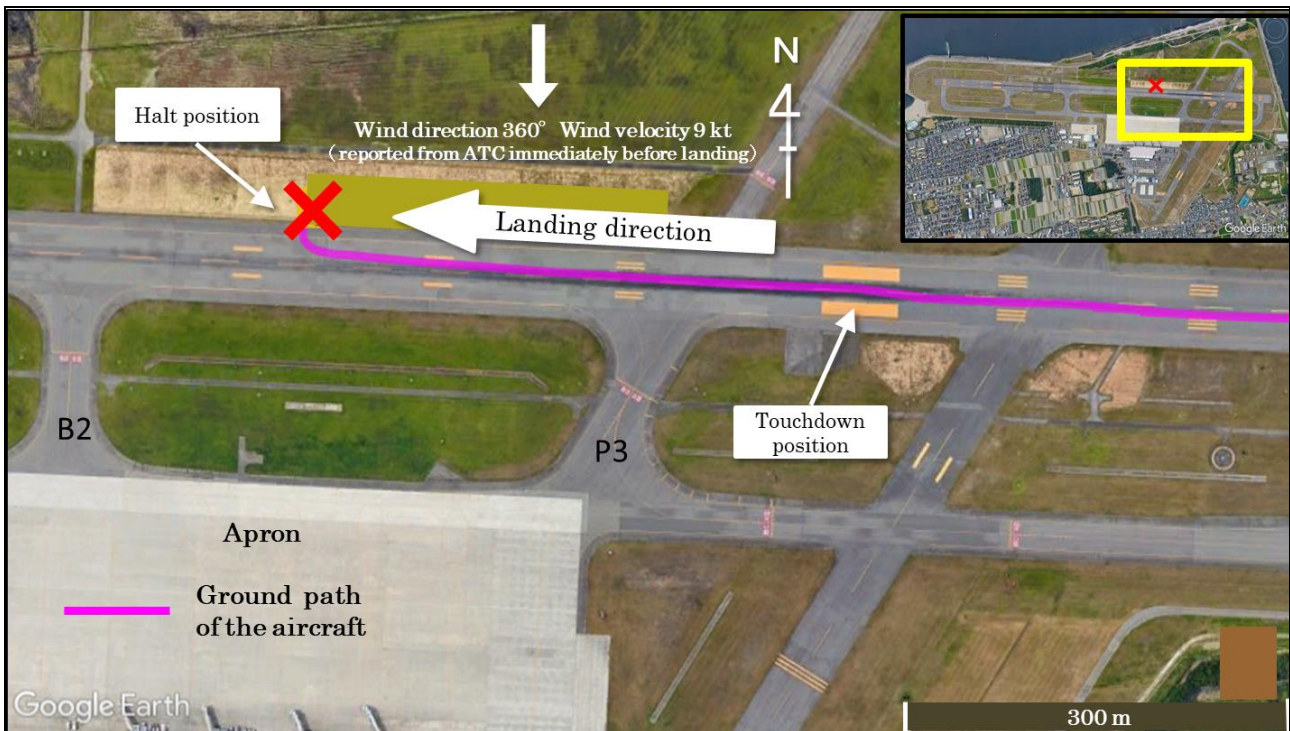 N
Halt position
Wind direction 360° Wind velocity 9 kt
（reported from ATC immediately before landing）
Landing direction
Google Earth
Touchdown
position
B2
P3
Apron
Ground path
of the aircraft
Google Earth
300 m